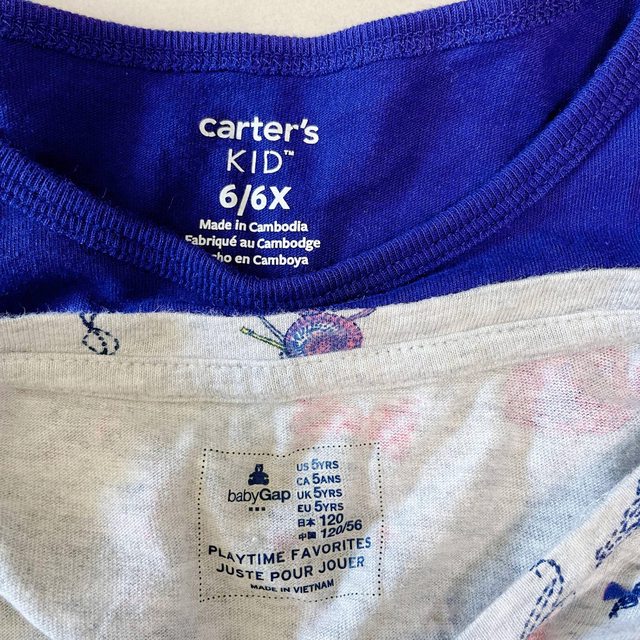 carter's
KID™
6/6X
Made in Cambodia
Fabriqué au Cambodge
cho en Camboya
babyGap
US 5YRS
CA 5ANS
UK 5YRS
EU 5YRS
日本 120
中国 120/56
PLAYTIME FAVORITES
JUSTE POUR JOUER
MADE IN VIETNAM